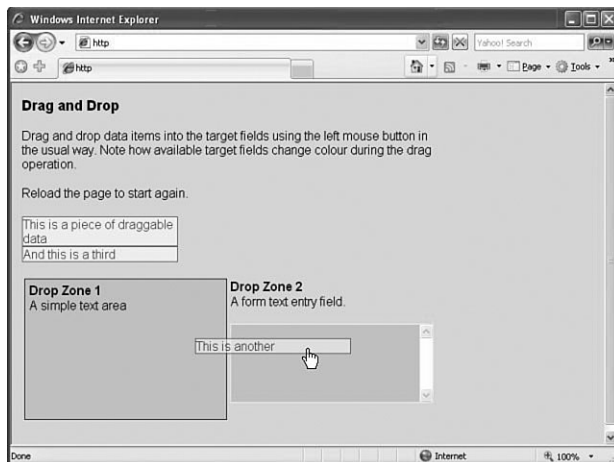 Windows Internet Explorer
http
Yahoo! Search
http
Page
Tools
Drag and Drop
Drag and drop data items into the target fields using the left mouse button in
the usual way. Note how available target fields change colour during the drag
operation.
Reload the page to start again.
This is a piece of draggable
data
And this is a third
Drop Zone 1
A simple text area
Drop Zone 2
A form text entry field.
This is another
Done
Internet
100%